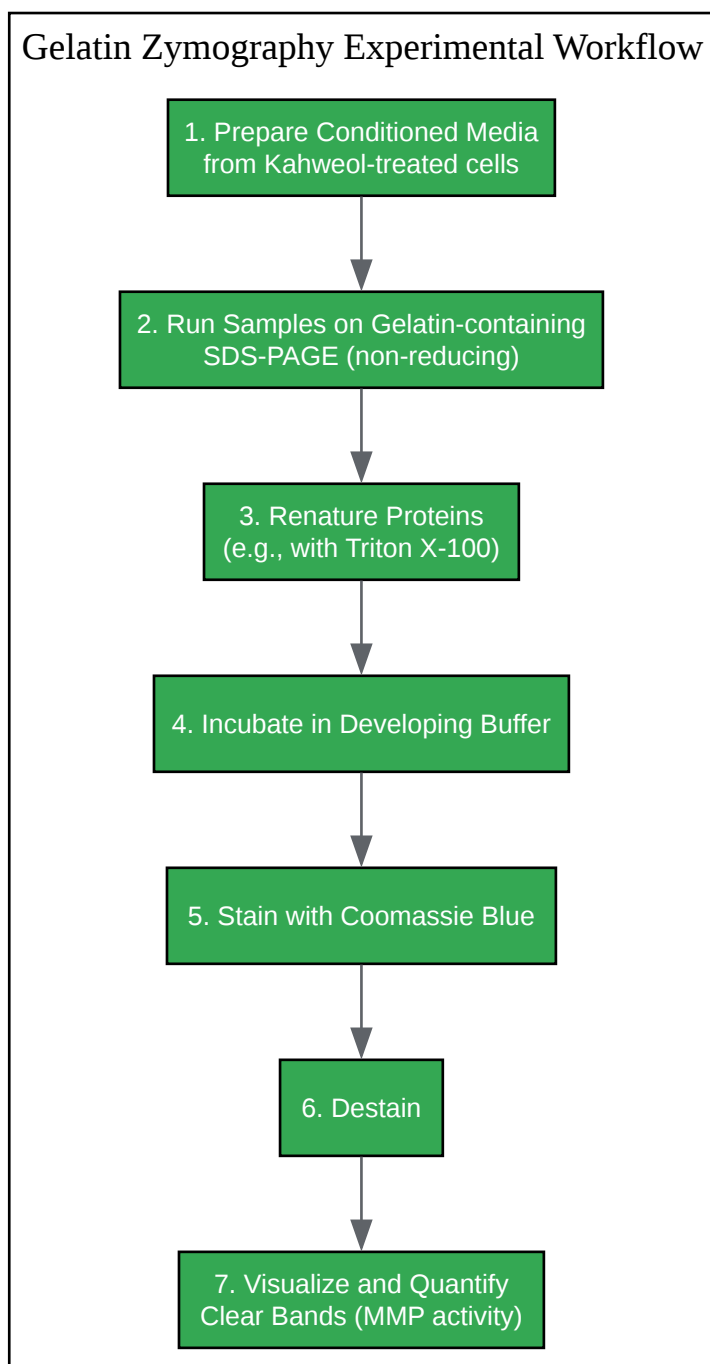 Gelatin Zymography Experimental Workflow
1. Prepare Conditioned Media
from Kahweol-treated cells
2. Run Samples on Gelatin-containing
SDS-PAGE (non-reducing)
3. Renature Proteins
(e.g., with Triton X-100)
4. Incubate in Developing Buffer
5. Stain with Coomassie Blue
6. Destain
7. Visualize and Quantify
Clear Bands (MMP activity)